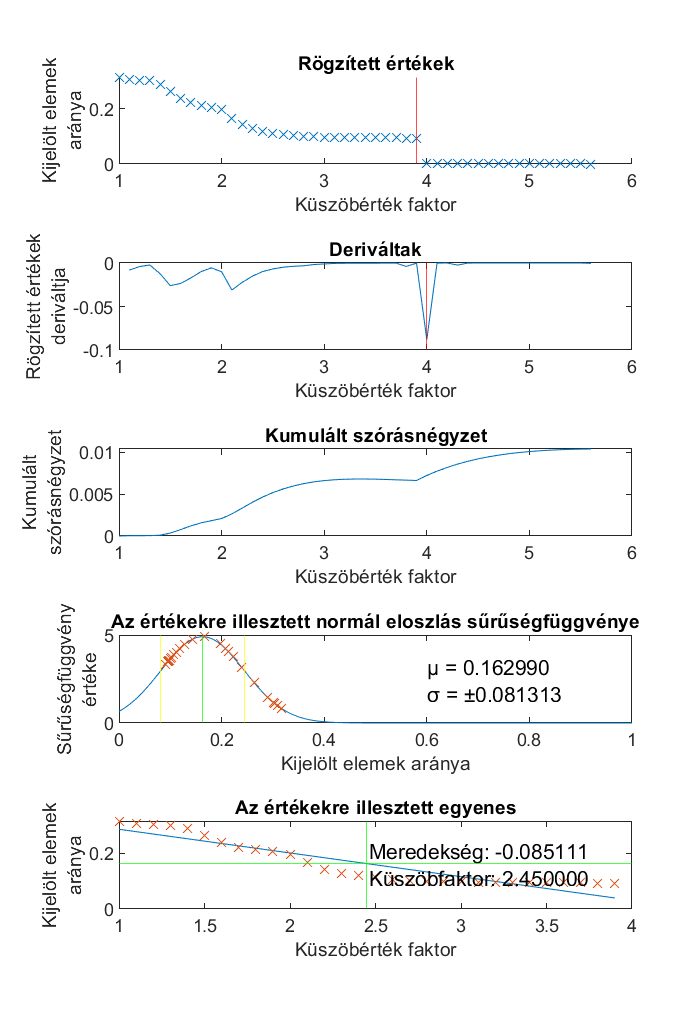 Rögzített értékek
Kijelölt elemek
aránya
0.2
0
1 2 3 4 5 6
Küszöbérték faktor
Deriváltak
Rögzített értékek
deriváltja
0
-0.05
-0.1
1 2 3 4 5 6
Küszöbérték faktor
Kumulált szórásnégyzet
Kumulált
szórásnégyzet
0.01
0.005
0
1 2 3 4 5 6
Küszöbérték faktor
Az értékekre illesztett normál eloszlás sűrűségfüggvénye
Sűrűségfüggvény
értéke
5
0
μ = 0.162990
σ = ±0.081313
0 0.2 0.4 0.6 0.8 1
Kijelölt elemek aránya
Az értékekre illesztett egyenes
Kijelölt elemek
aránya
0.2
0
Meredekség: -0.085111
Küszöbfaktor: 2.450000
1 1.5 2 2.5 3 3.5 4
Küszöbérték faktor